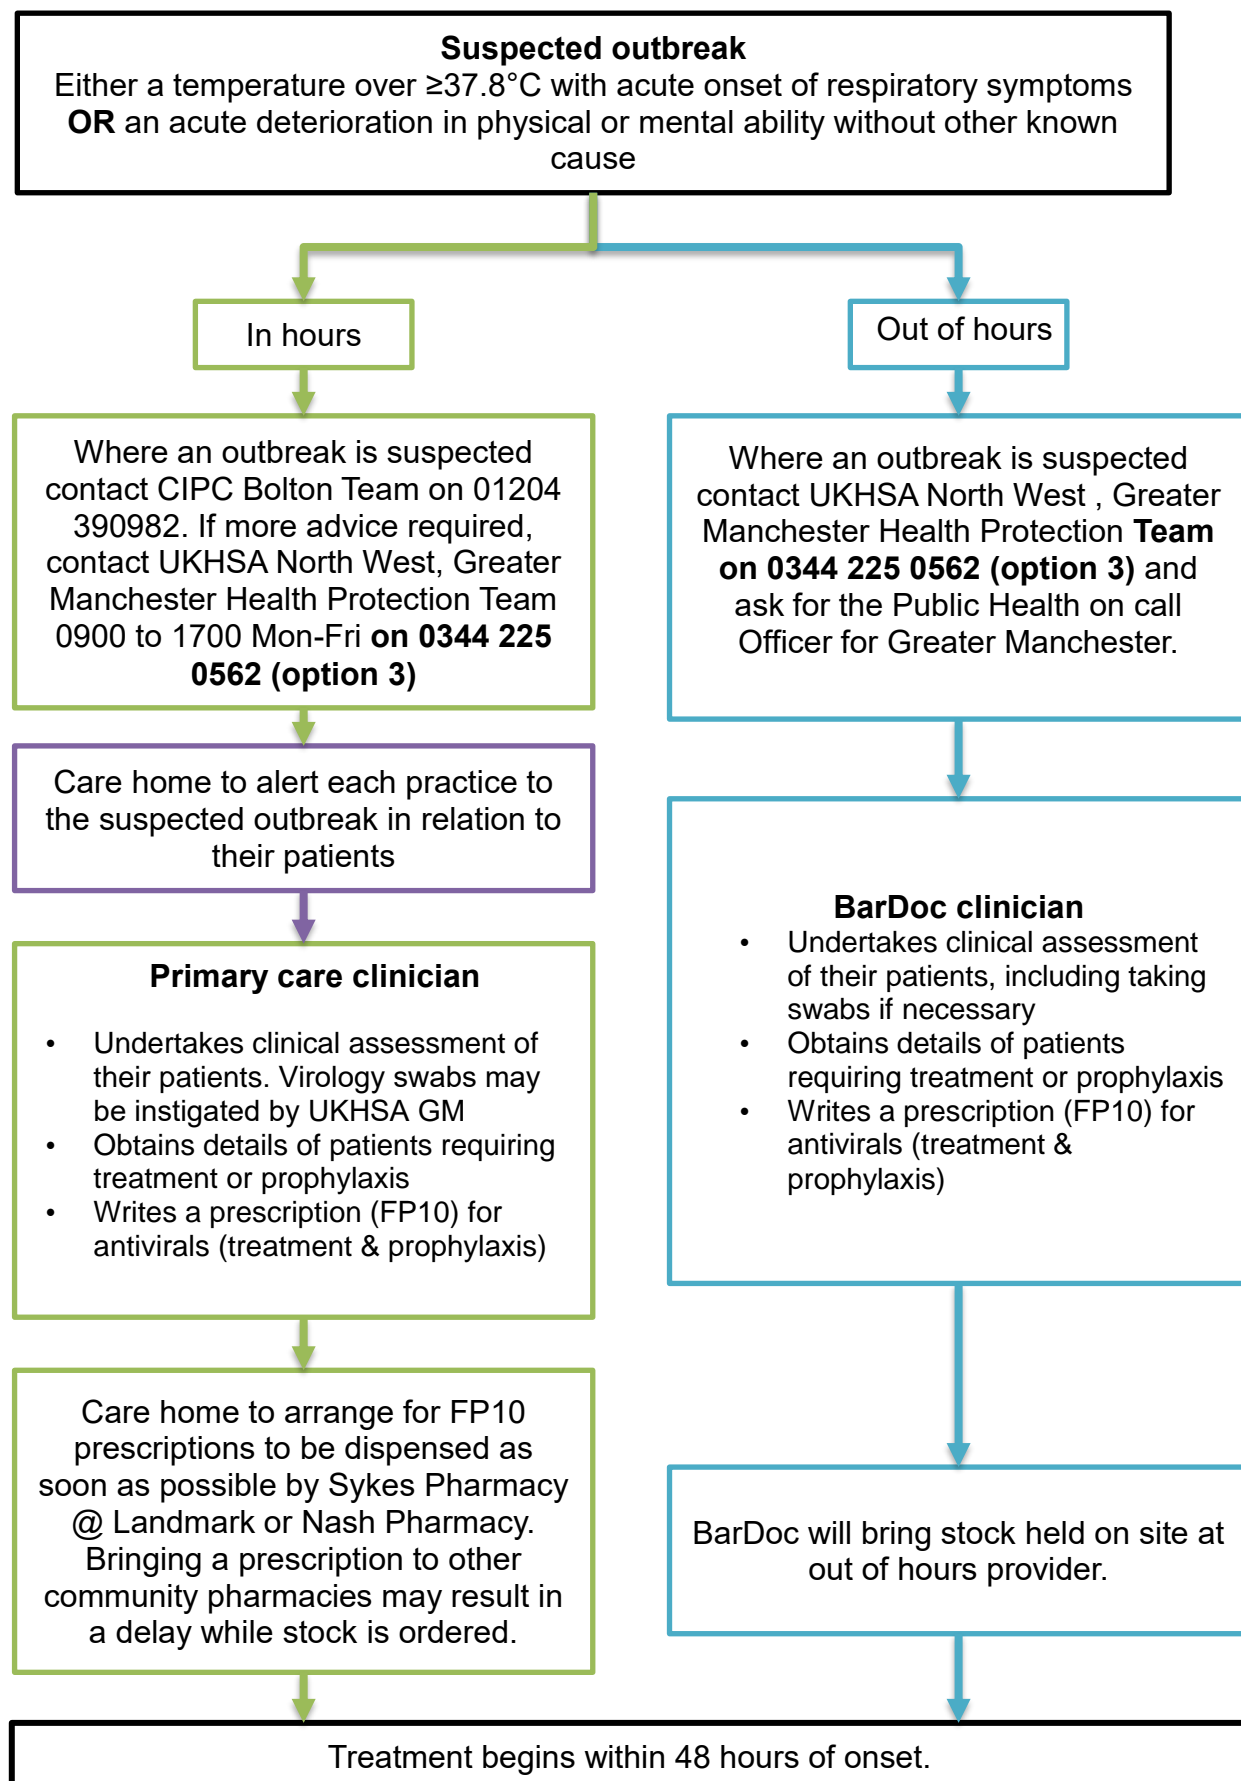 Suspected outbreak
Either a temperature over ≥37.8°C with acute onset of respiratory symptoms
OR an acute deterioration in physical or mental ability without other known
cause
In hours
Out of hours
Where an outbreak is suspected
contact CIPC Bolton Team on 01204
390982. If more advice required,
contact UKHSA North West, Greater
Manchester Health Protection Team
0900 to 1700 Mon-Fri on 0344 225
0562 (option 3)
Where an outbreak is suspected
contact UKHSA North West , Greater
Manchester Health Protection Team
on 0344 225 0562 (option 3) and
ask for the Public Health on call
Officer for Greater Manchester.
Care home to alert each practice to
the suspected outbreak in relation to
their patients
Primary care clinician
• Undertakes clinical assessment of
their patients. Virology swabs may
be instigated by UKHSA GM
• Obtains details of patients requiring
treatment or prophylaxis
• Writes a prescription (FP10) for
antivirals (treatment & prophylaxis)
BarDoc clinician
• Undertakes clinical assessment
of their patients, including taking
swabs if necessary
• Obtains details of patients
requiring treatment or prophylaxis
• Writes a prescription (FP10) for
antivirals (treatment &
prophylaxis)
Care home to arrange for FP10
prescriptions to be dispensed as
soon as possible by Sykes Pharmacy
@ Landmark or Nash Pharmacy.
Bringing a prescription to other
community pharmacies may result in
a delay while stock is ordered.
BarDoc will bring stock held on site at
out of hours provider.
Treatment begins within 48 hours of onset.